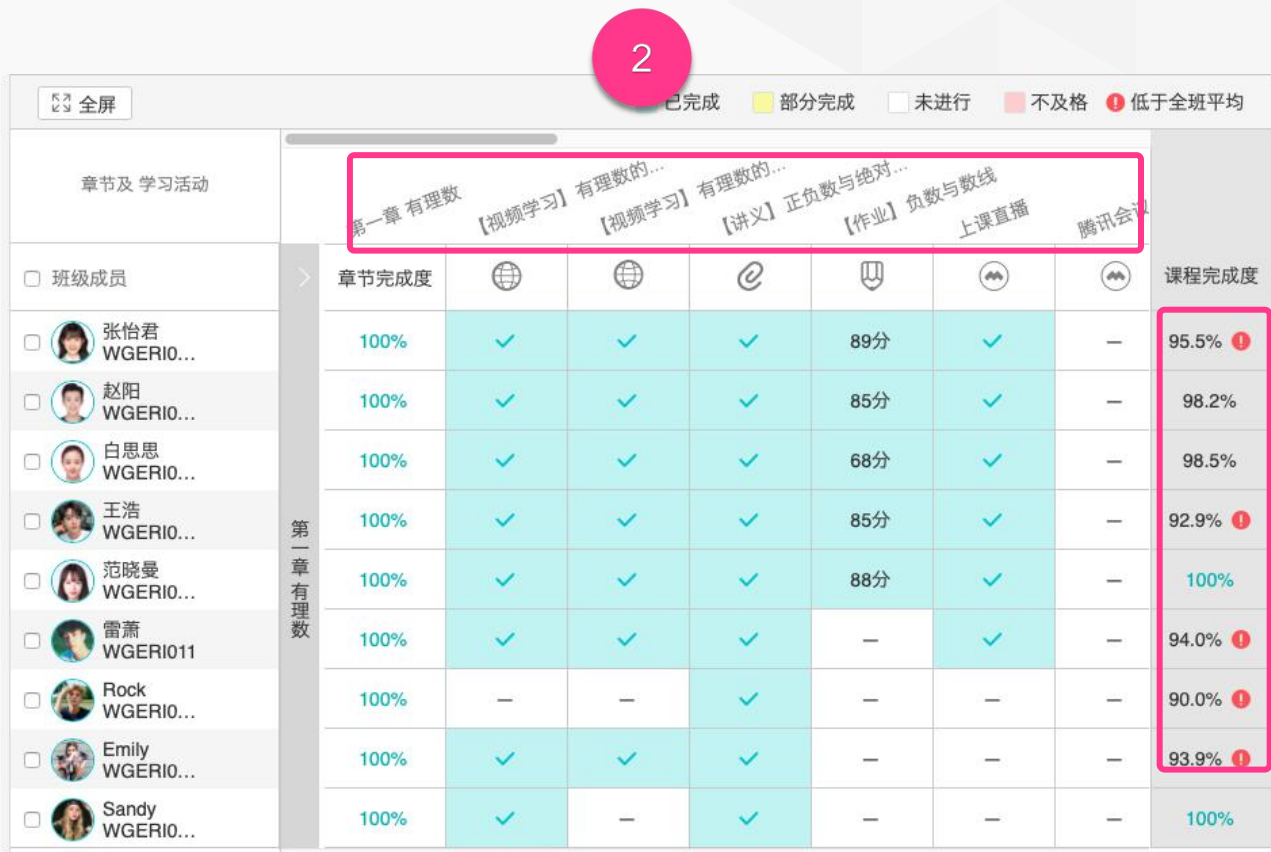 2
全屏
已完成 部分完成 未进行 不及格 低于全班平均
章节及 学习活动
第一章 有理数
【视频学习】有理数的...
【视频学习】有理数的...
【讲义】正负数与绝对...
【作业】负数与数线
上课直播
腾讯会议
班级成员 章节完成度 课程完成度
第一章 有理数
张怡君
WGERI0... 100% 89分 — 95.5%
赵阳
WGERI0... 100% 85分 — 98.2%
白思思
WGERI0... 100% 68分 — 98.5%
王浩
WGERI0... 100% 85分 — 92.9%
范晓曼
WGERI0... 100% 88分 — 100%
雷萧
WGERI011 100% — — 94.0%
Rock
WGERI0... 100% — — — — — 90.0%
Emily
WGERI0... 100% — — — 93.9%
Sandy
WGERI0... 100% — — — — 100%